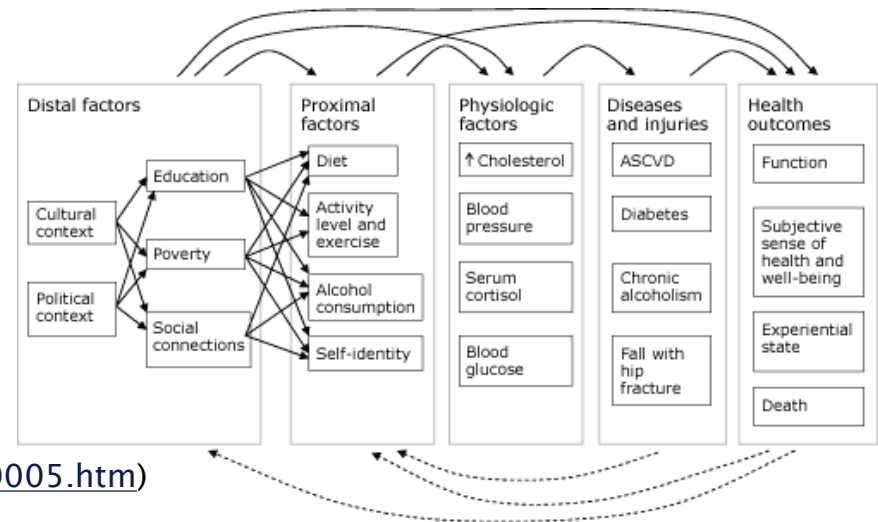 Distal factors
Cultural
context
Political
context
Education
Poverty
Social
connections
Proximal
factors
Diet
Activity
level and
exercise
Alcohol
consumption
Self-identity
Physiologic
factors
↑ Cholesterol
Blood
pressure
Serum
cortisol
Blood
glucose
Diseases
and injuries
ASCVD
Diabetes
Chronic
alcoholism
Fall with
hip
fracture
Health
outcomes
Function
Subjective
sense of
health and
well-being
Experiential
state
Death
0005.htm)